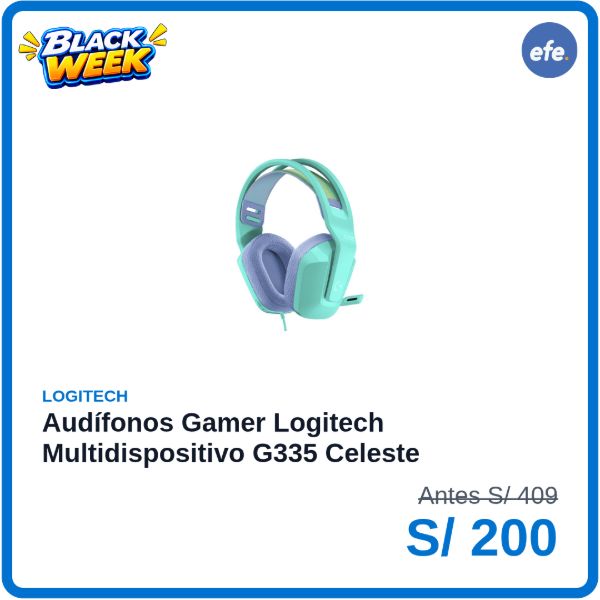 BLACK
WEEK
efe.
LOGITECH
Audífonos Gamer Logitech
Multidispositivo G335 Celeste
Antes S/ 409
S/ 200